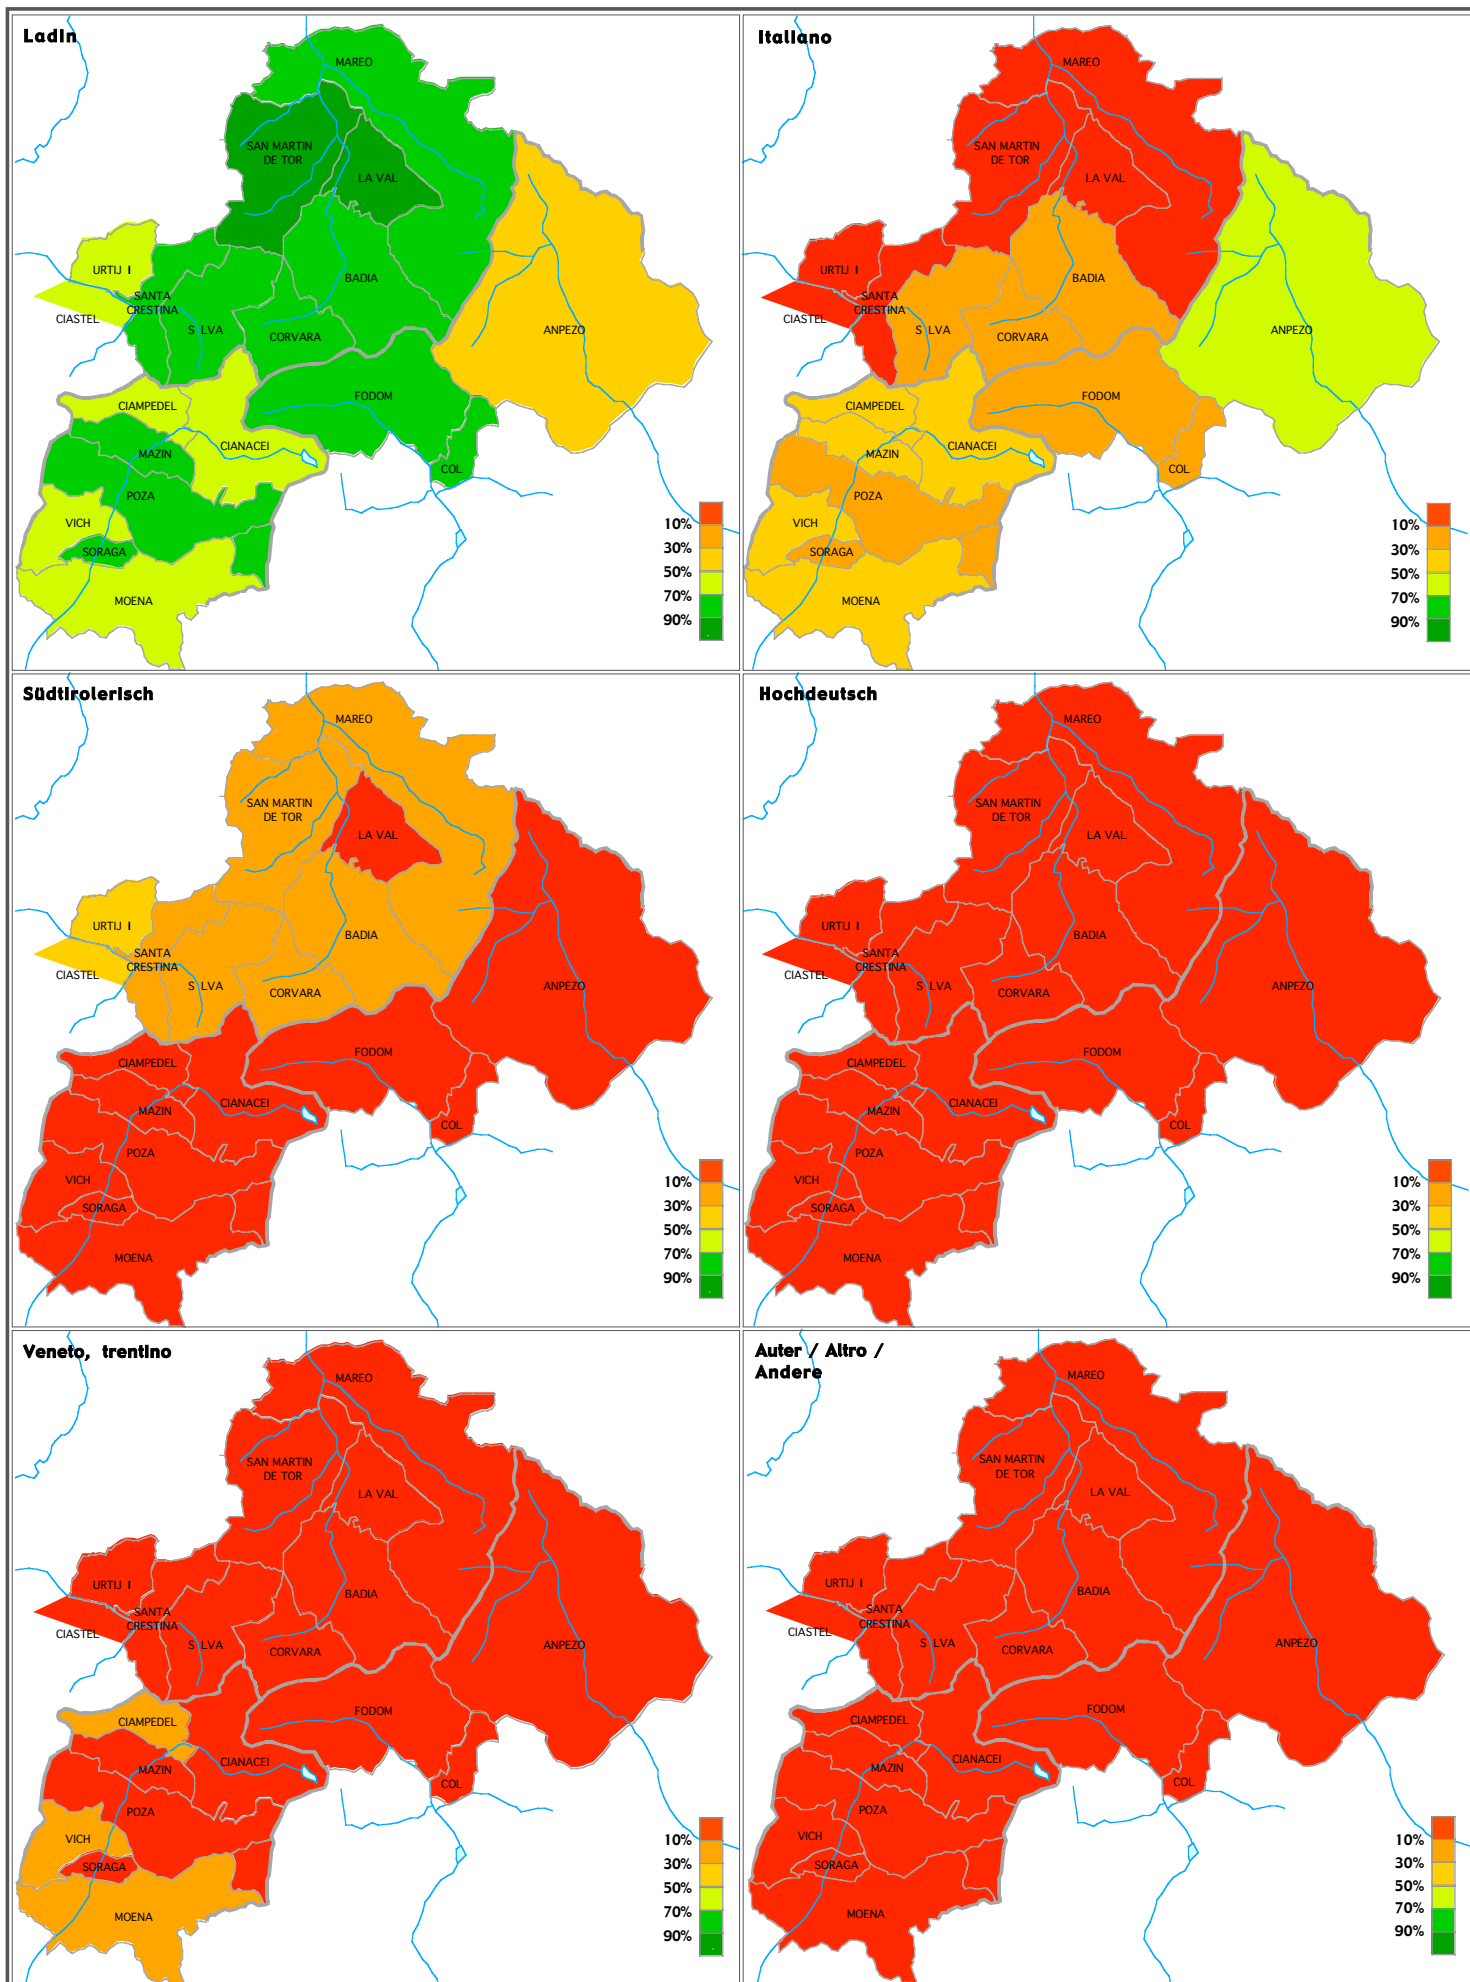 Ladin
MAREO
SAN MARTIN
DE TOR
LA VAL
URTIJ I
SANTA
CRESTINA
CIASTEL
S LVA
BADIA
CORVARA
ANPEZO
FODOM
CIAMPEDEL
CIANACEI
MAZIN
COL
POZA
VICH
SORAGA
MOENA
10%
30%
50%
70%
90%
Italiano
MAREO
SAN MARTIN
DE TOR
LA VAL
URTIJ I
SANTA
CRESTINA
CIASTEL
S LVA
BADIA
CORVARA
ANPEZO
FODOM
CIAMPEDEL
CIANACEI
MAZIN
COL
POZA
VICH
SORAGA
MOENA
10%
30%
50%
70%
90%
Südtirolerisch
MAREO
SAN MARTIN
DE TOR
LA VAL
URTIJ I
SANTA
CRESTINA
CIASTEL
S LVA
BADIA
CORVARA
ANPEZO
FODOM
CIAMPEDEL
CIANACEI
MAZIN
COL
POZA
VICH
SORAGA
MOENA
10%
30%
50%
70%
90%
Hochdeutsch
MAREO
SAN MARTIN
DE TOR
LA VAL
URTIJ I
SANTA
CRESTINA
CIASTEL
S LVA
BADIA
CORVARA
ANPEZO
FODOM
CIAMPEDEL
CIANACEI
MAZIN
COL
POZA
VICH
SORAGA
MOENA
10%
30%
50%
70%
90%
Veneto, trentino
MAREO
SAN MARTIN
DE TOR
LA VAL
URTIJ I
SANTA
CRESTINA
CIASTEL
S LVA
BADIA
CORVARA
ANPEZO
FODOM
CIAMPEDEL
CIANACEI
MAZIN
COL
POZA
VICH
SORAGA
MOENA
10%
30%
50%
70%
90%
Auter / Altro /
Andere
MAREO
SAN MARTIN
DE TOR
LA VAL
URTIJ I
SANTA
CRESTINA
CIASTEL
S LVA
BADIA
CORVARA
ANPEZO
FODOM
CIAMPEDEL
CIANACEI
MAZIN
COL
POZA
VICH
SORAGA
MOENA
10%
30%
50%
70%
90%